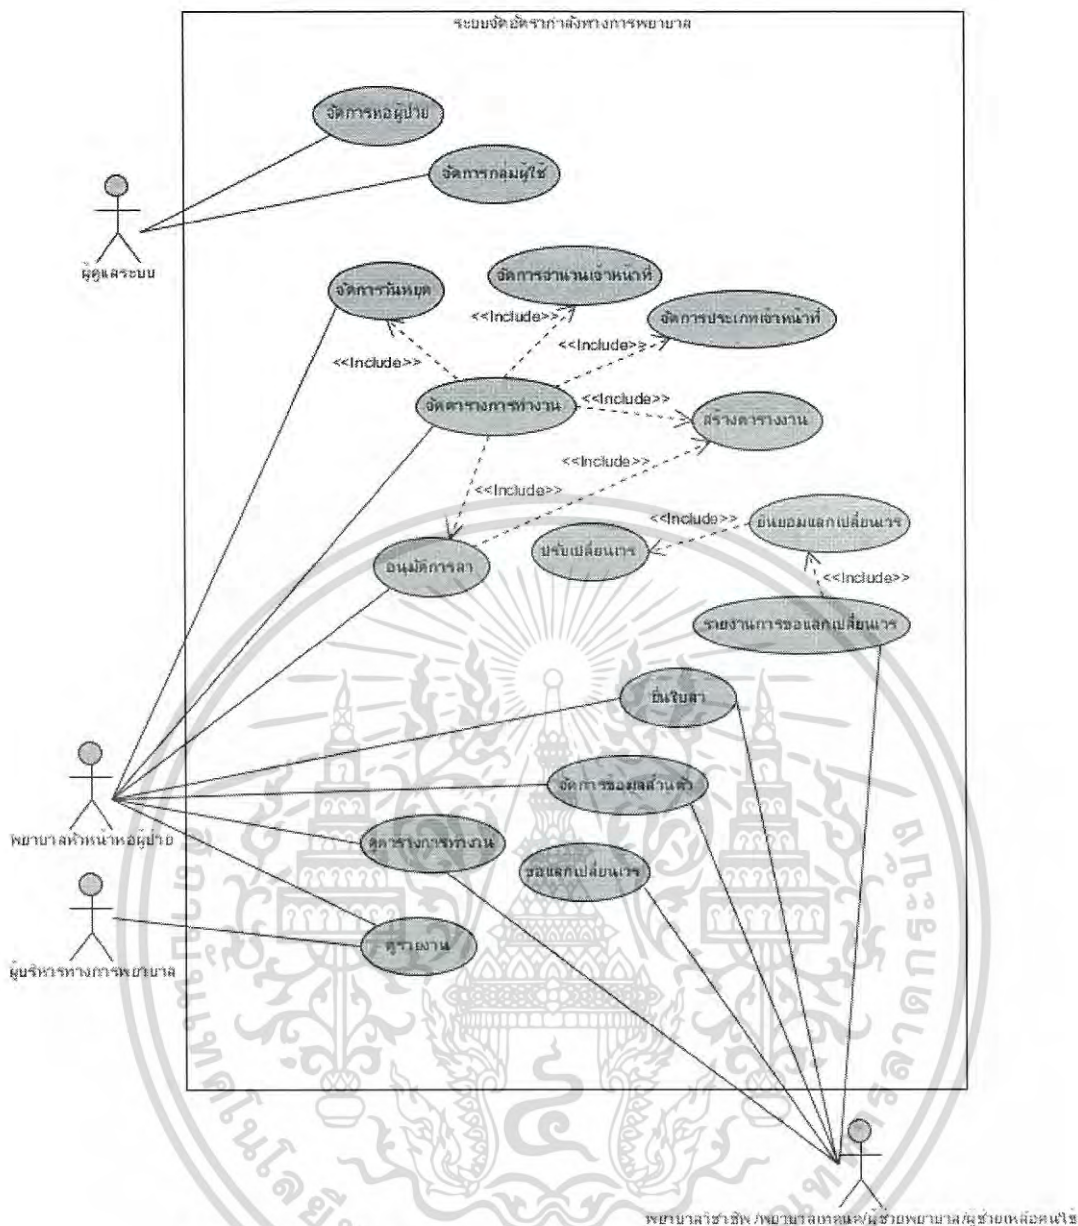 ระบบจัดอัตรากำลังทางการพยาบาล
จัดการหอผู้ป่วย
จัดการกลุ่มผู้ใช้
ผู้ดูแลระบบ
จัดการวันหยุด
จัดการจำนวนเจ้าหน้าที่
จัดการประเภทเจ้าหน้าที่
<<Include>>
<<Include>>
<<Include>>
จัดตารางการทำงาน
<<Include>>
สร้างตารางงาน
<<Include>>
<<Include>>
อนุมัติการลา
ปรับเปลี่ยนเวร
<<Include>>
ยินยอมแลกเปลี่ยนเวร
<<Include>>
รายงานการขอแลกเปลี่ยนเวร
ยื่นใบลา
จัดการข้อมูลส่วนตัว
พยาบาลหัวหน้าหอผู้ป่วย
ดูตารางการทำงาน
ขอแลกเปลี่ยนเวร
ดูรายงาน
ผู้บริหารทางการพยาบาล
พยาบาลวิชาชีพ/พยาบาลเทคนิค/ผู้ช่วยพยาบาล/ผู้ช่วยเหลือคนไข้